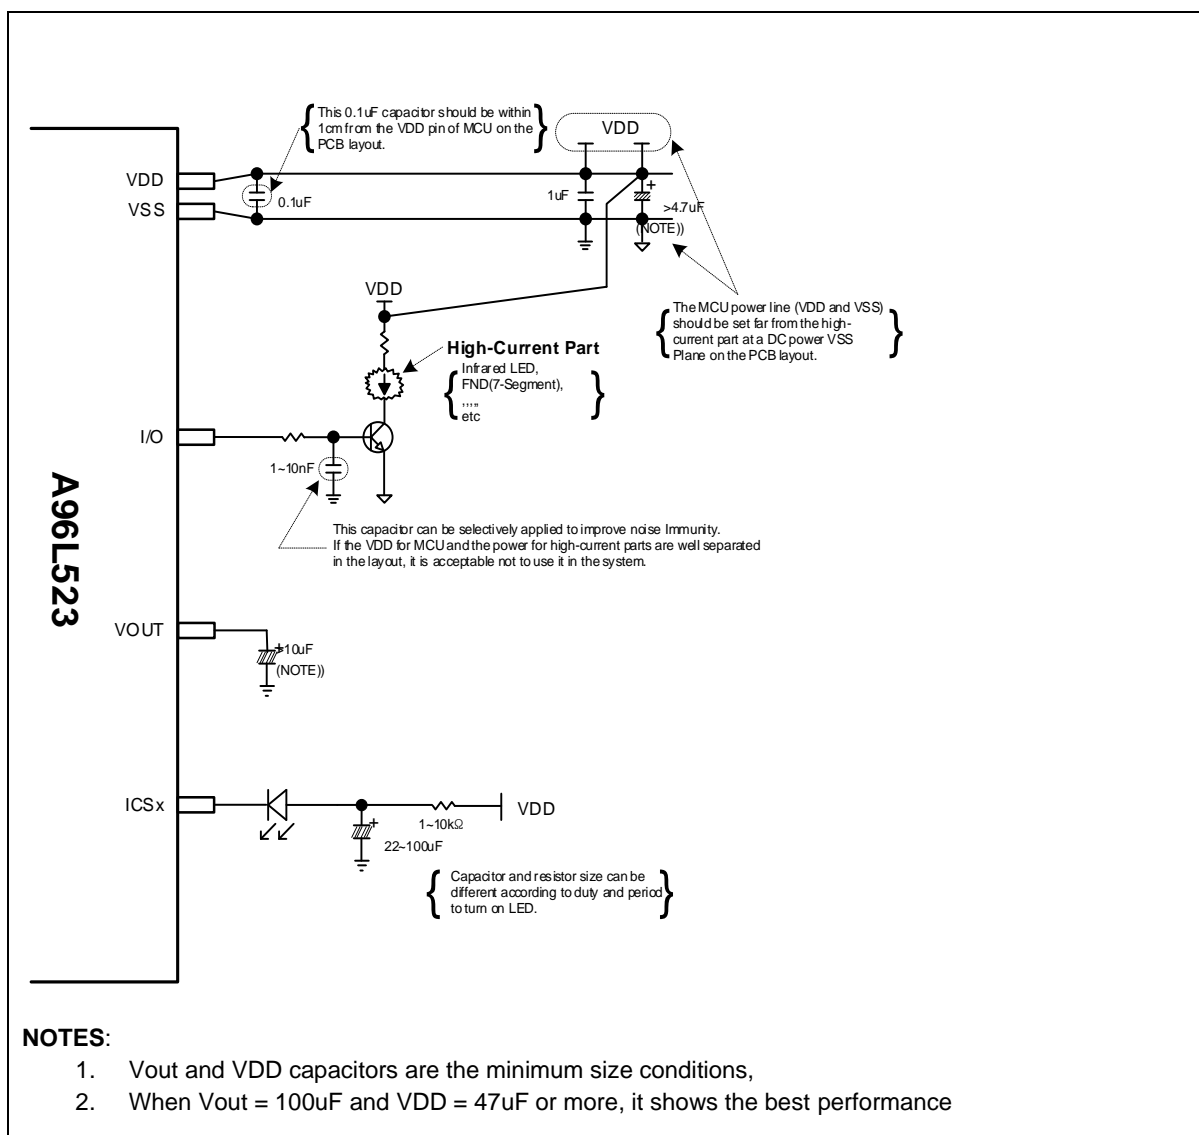 This 0.1uF capacitor should be within
1cm from the VDD pin of MCU on the
PCB layout.
VDD
VDD
VSS
0.1uF
1uF
+
>4.7uF
(NOTE))
VDD
The MCU power line (VDD and VSS)
should be set far from the high-
current part at a DC power VSS
Plane on the PCB layout.
High-Current Part
Infrared LED,
FND(7-Segment),
,,,,,
etc
I/O
1~10nF
This capacitor can be selectively applied to improve noise Immunity.
If the VDD for MCU and the power for high-current parts are well separated
in the layout, it is acceptable not to use it in the system.
A96L523
VOUT
+
>10uF
(NOTE))
ICSx
+
1~10kΩ
VDD
22~100uF
Capacitor and resistor size can be
different according to duty and period
to turn on LED.
NOTES:
1. Vout and VDD capacitors are the minimum size conditions,
2. When Vout = 100uF and VDD = 47uF or more, it shows the best performance